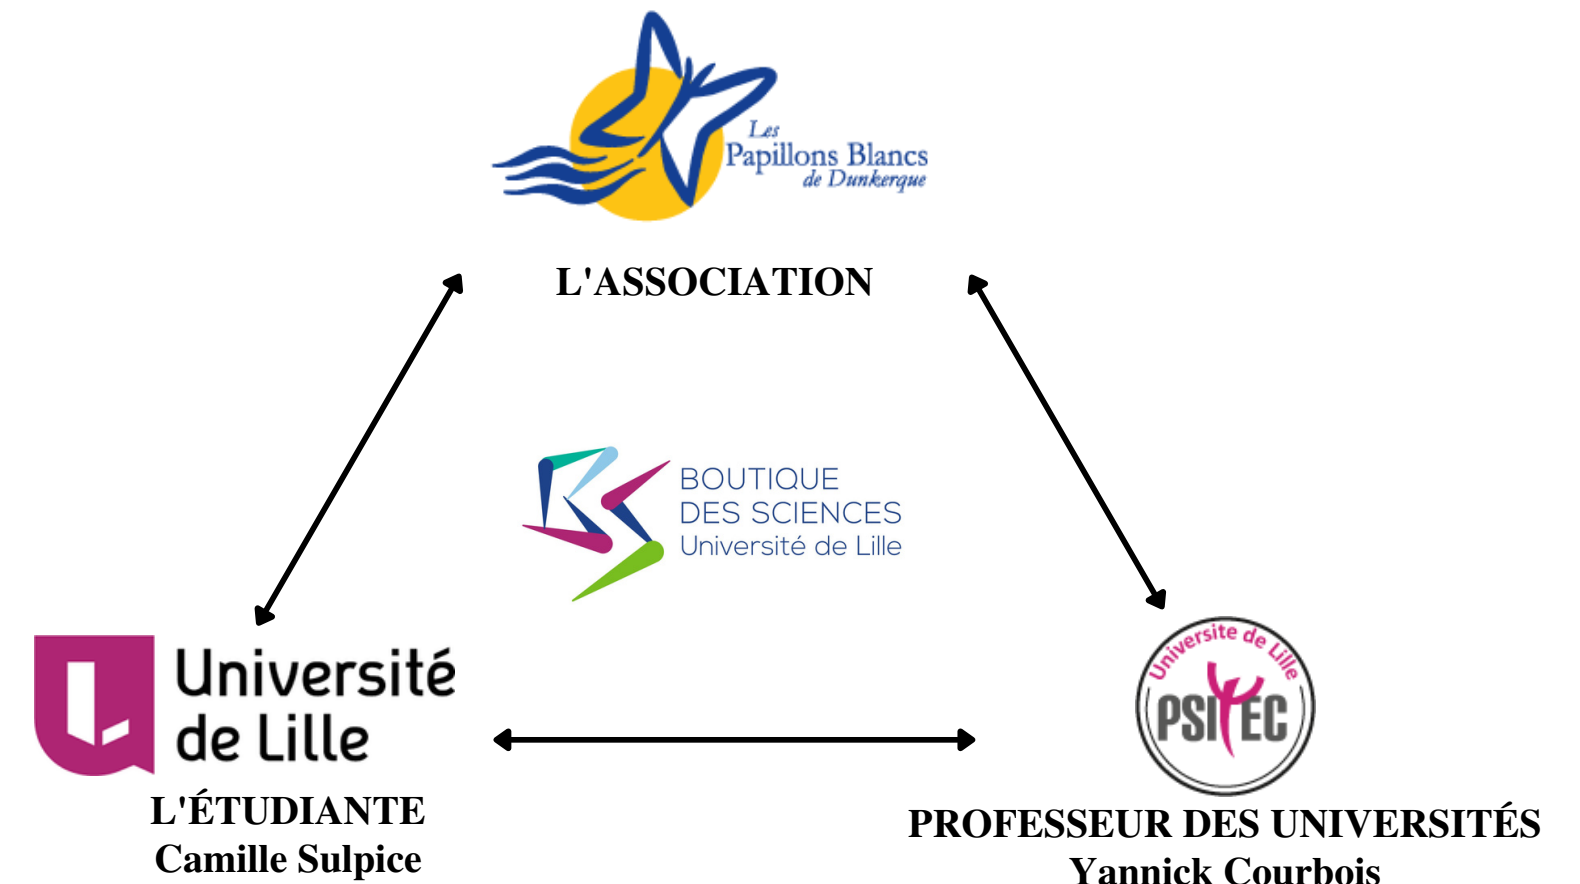 Les
Papillons Blancs
de Dunkerque
L'ASSOCIATION
BOUTIQUE
DES SCIENCES
Université de Lille
Université
de Lille
L'ÉTUDIANTE
Camille Sulpice
Universite de Lille
PSITEC
PROFESSEUR DES UNIVERSITÉS
Yannick Courbois